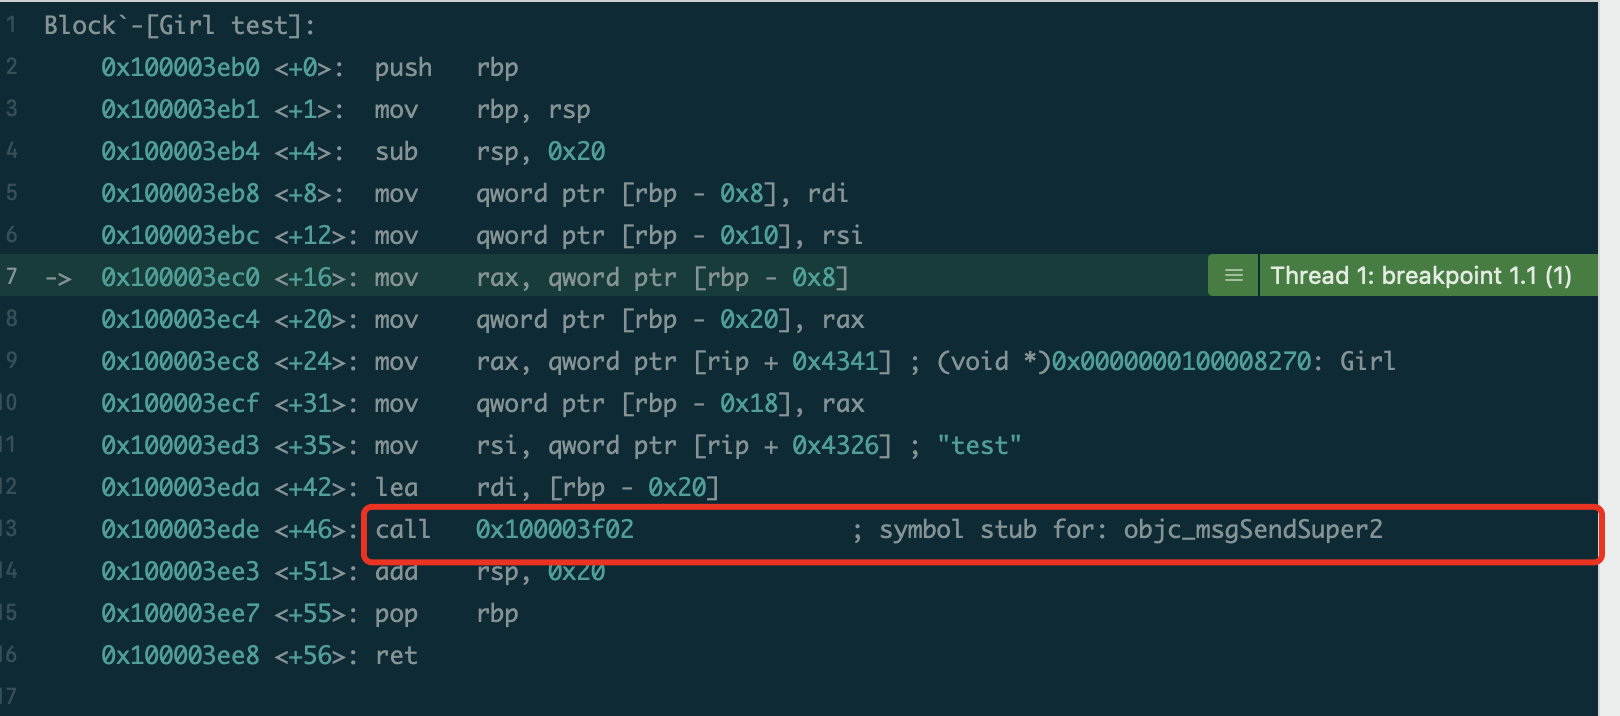 1 Block`-[Girl test]:
2 0x100003eb0 <+0>: push rbp
3 0x100003eb1 <+1>: mov rbp, rsp
4 0x100003eb4 <+4>: sub rsp, 0x20
5 0x100003eb8 <+8>: mov qword ptr [rbp - 0x8], rdi
6 0x100003ebc <+12>: mov qword ptr [rbp - 0x10], rsi
7 -> 0x100003ec0 <+16>: mov rax, qword ptr [rbp - 0x8] Thread 1: breakpoint 1.1 (1)
8 0x100003ec4 <+20>: mov qword ptr [rbp - 0x20], rax
9 0x100003ec8 <+24>: mov rax, qword ptr [rip + 0x4341] ; (void *)0x0000000100008270: Girl
10 0x100003ecf <+31>: mov qword ptr [rbp - 0x18], rax
11 0x100003ed3 <+35>: mov rsi, qword ptr [rip + 0x4326] ; "test"
12 0x100003eda <+42>: lea rdi, [rbp - 0x20]
13 0x100003ede <+46>: call 0x100003f02 ; symbol stub for: objc_msgSendSuper2
14 0x100003ee3 <+51>: add rsp, 0x20
15 0x100003ee7 <+55>: pop rbp
16 0x100003ee8 <+56>: ret
17